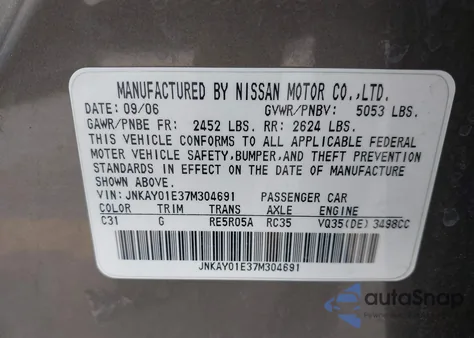 MANUFACTURED BY NISSAN MOTOR CO.,LTD.
DATE: 09/06 GVWR/PNBV: 5053 LBS.
GAWR/PNBE FR: 2452 LBS. RR: 2624 LBS.
THIS VEHICLE CONFORMS TO ALL APPLICABLE FEDERAL
MOTOR VEHICLE SAFETY, BUMPER, AND THEFT PREVENTION
STANDARDS IN EFFECT ON THE DATE OF MANUFACTURE
SHOWN ABOVE.
VIN: JNKAY01E37M304691 PASSENGER CAR
COLOR TRIM TRANS AXLE ENGINE
C31 G RE5R05A RC35 VQ35(DE) 3498CC
JNKAY01E37M304691
autoSnap